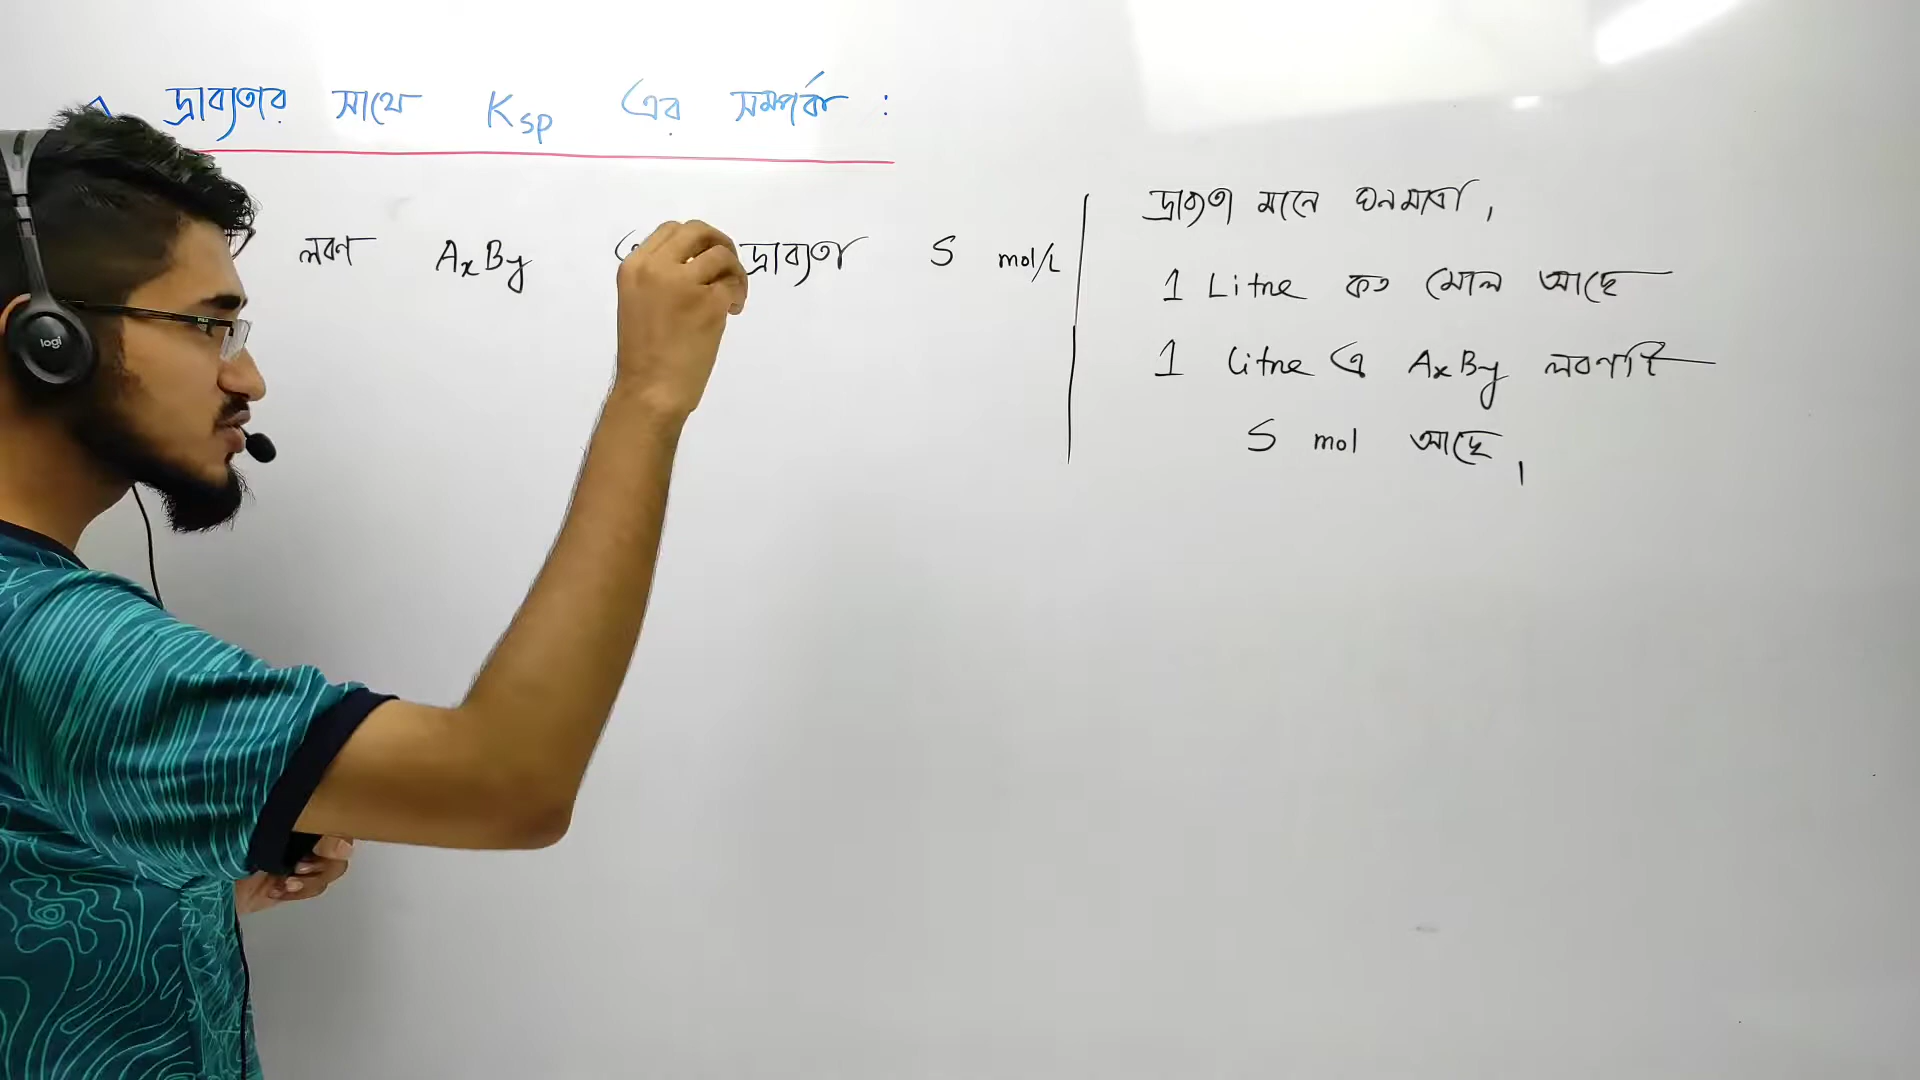 দ্রাব্যতার সাথে Ksp এর সম্পর্ক :
লবণ AxBy এ দ্রাব্যতা S mol/L
দ্রাব্যতা মানে ঘনমাত্রা,
1 Litre কত মোল আছে
1 Litre এ AxBy লবণটি
S mol আছে,
logi